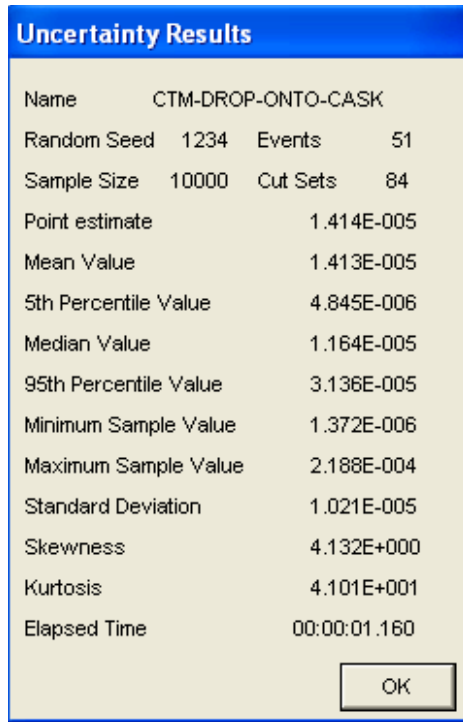 Uncertainty Results
Name CTM-DROP-ONTO-CASK
Random Seed 1234 Events 51
Sample Size 10000 Cut Sets 84
Point estimate 1.414E-005
Mean Value 1.413E-005
5th Percentile Value 4.845E-006
Median Value 1.164E-005
95th Percentile Value 3.136E-005
Minimum Sample Value 1.372E-006
Maximum Sample Value 2.188E-004
Standard Deviation 1.021E-005
Skewness 4.132E+000
Kurtosis 4.101E+001
Elapsed Time 00:00:01.160
OK